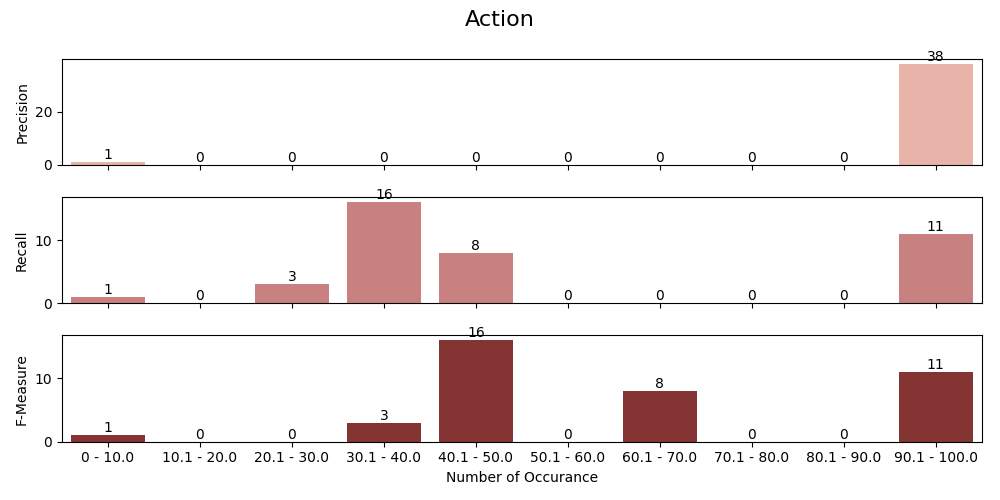 Action
Precision
20
0
1 0 0 0 0 0 0 0 0 38
Recall
10
0
1 0 3 16 8 0 0 0 0 11
F-Measure
10
0
1 0 0 3 16 0 8 0 0 11
0 - 10.0 10.1 - 20.0 20.1 - 30.0 30.1 - 40.0 40.1 - 50.0 50.1 - 60.0 60.1 - 70.0 70.1 - 80.0 80.1 - 90.0 90.1 - 100.0
Number of Occurance